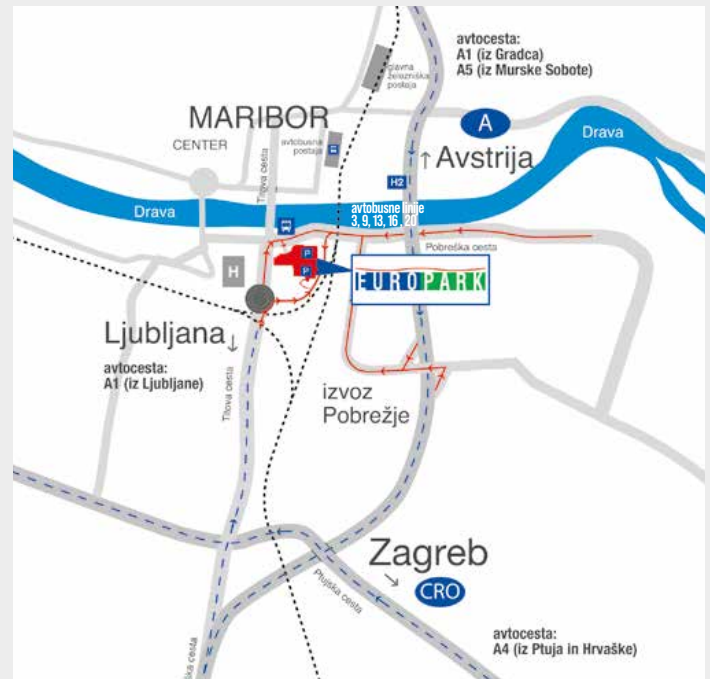 avtocesta:
A1 (iz Gradca)
A5 (iz Murske Sobote)
glavna
železniška
postaja
MARIBOR
CENTER
avtobusna
postaja
A
Avstrija
Drava
Titova cesta
H2
Drava
avtobusne linije
3, 9, 13, 16, 20
Pobreška cesta
P
P
H
EUROPARK
Ljubljana
avtocesta:
A1 (iz Ljubljane)
Titova cesta
izvoz
Pobrežje
Zagreb
CRO
Ptujska cesta
avtocesta:
A4 (iz Ptuja in Hrvaške)